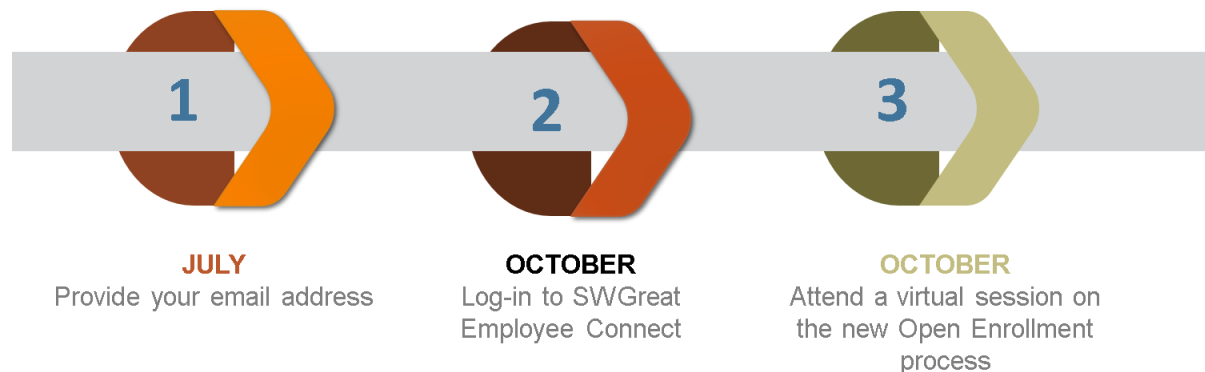 1
2
3
JULY
Provide your email address
OCTOBER
Log-in to SWGreat
Employee Connect
OCTOBER
Attend a virtual session on
the new Open Enrollment
process